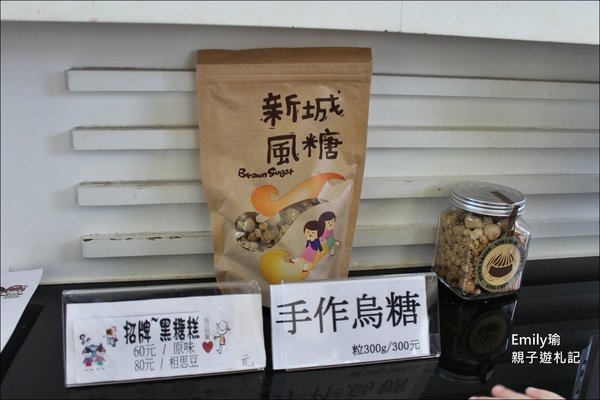 新城
風糖
Brown Sugar
招牌~黑糖糕
60元 / 原味
80元 / 相思豆
元
手作烏糖
粒300g/300元
Emily瑜
親子遊札記